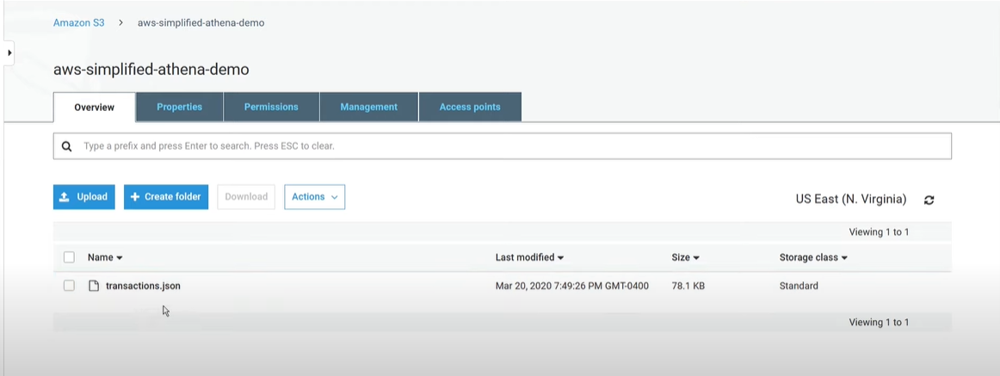 Amazon S3 > aws-simplified-athena-demo
aws-simplified-athena-demo
Overview Properties Permissions Management Access points
Type a prefix and press Enter to search. Press ESC to clear.
Upload + Create folder Download Actions
US East (N. Virginia)
Viewing 1 to 1
Name Last modified Size Storage class
transactions.json Mar 20, 2020 7:49:26 PM GMT-0400 78.1 KB Standard
Viewing 1 to 1